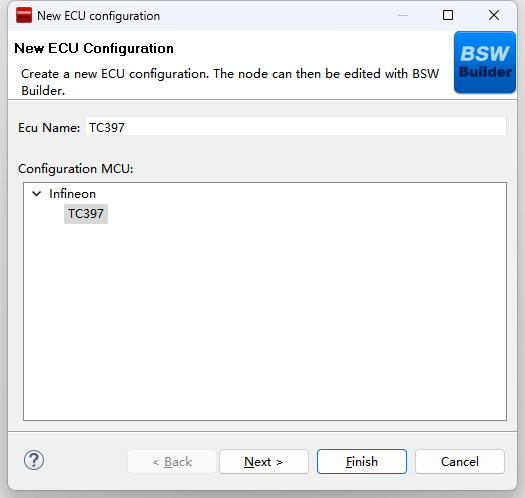 New ECU configuration
New ECU Configuration
Create a new ECU configuration. The node can then be edited with BSW
Builder.
BSW
Builder
Ecu Name: TC397
Configuration MCU:
Infineon
TC397
?
< Back
Next >
Finish
Cancel